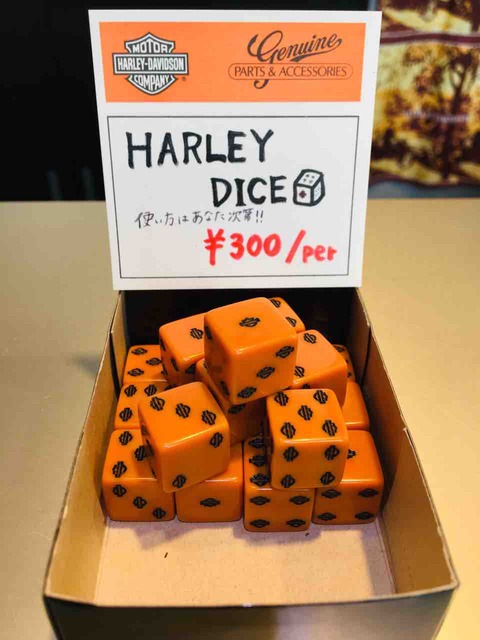 MOTOR
HARLEY-DAVIDSON
COMPANY
Genuine
PARTS & ACCESSORIES
HARLEY
DICE
使い方はあなた次第!!
¥300/per